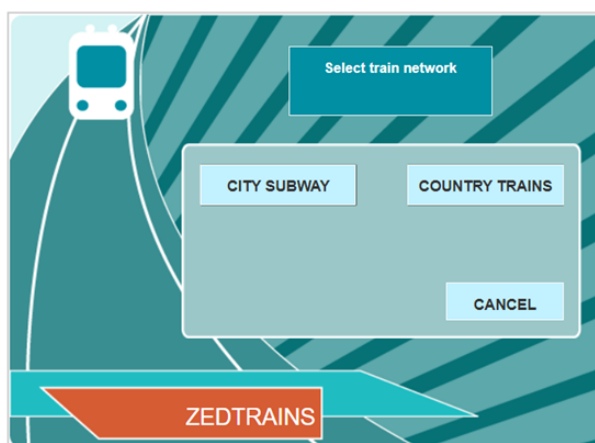 Select train network
CITY SUBWAY
COUNTRY TRAINS
CANCEL
ZEDTRAINS